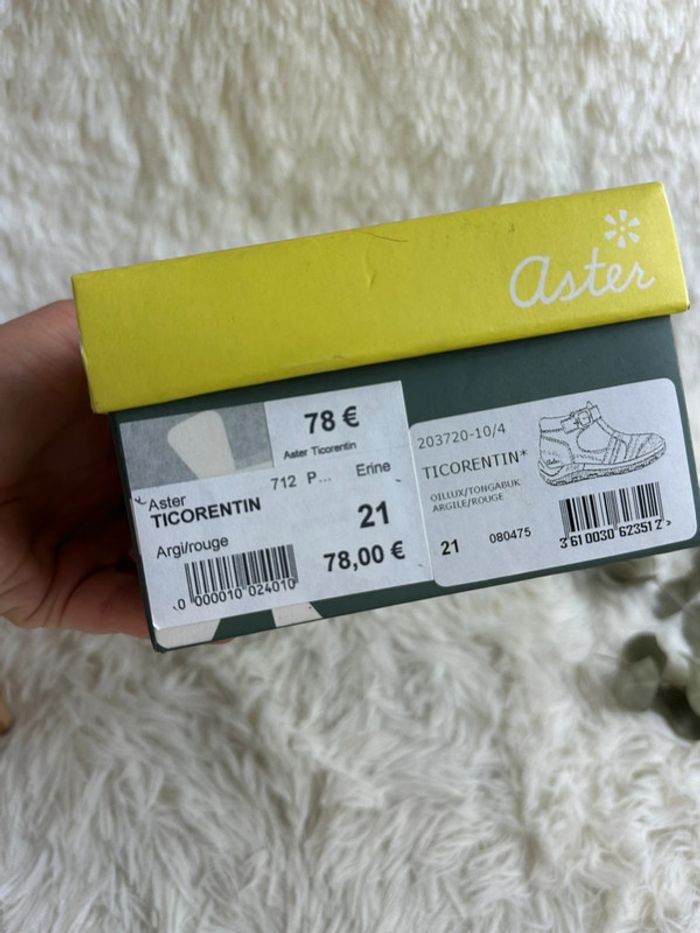 aster
78 €
Aster Ticorentin
712 P... Erine
Aster
TICORENTIN
21
Argi/rouge
78,00 €
0 000010 024010
203720-10/4
TICORENTIN*
OILLUX/TONGABUK
ARGILE/ROUGE
21 080475
3 610030 623512 >